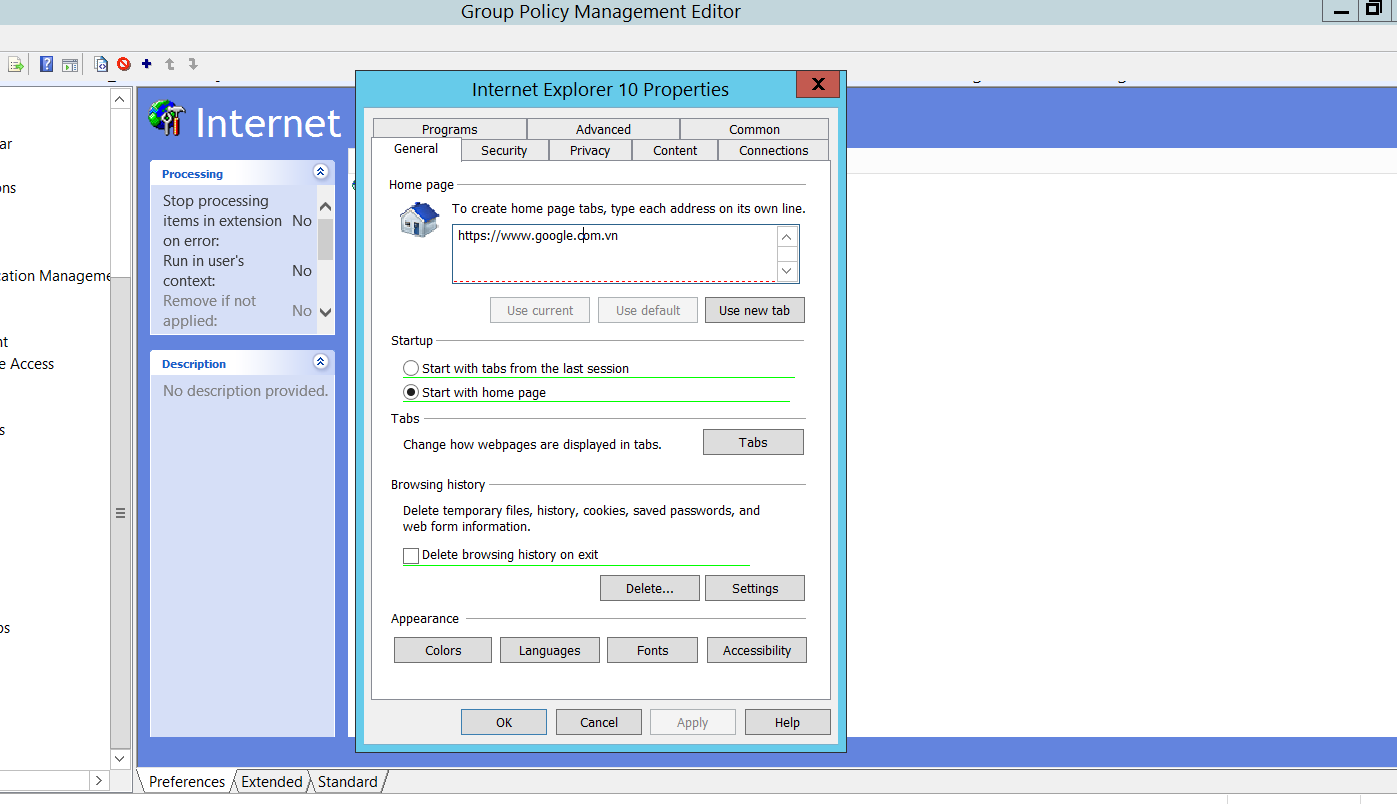 Group Policy Management Editor
ar
ons
cation Manageme
nt
e Access
s
os
Internet
Processing
Stop processing
items in extension No
on error:
Run in user's
context: No
Remove if not
applied: No
Description
No description provided.
Internet Explorer 10 Properties
X
Programs Advanced Common
General Security Privacy Content Connections
Home page
To create home page tabs, type each address on its own line.
https://www.google.com.vn
Use current Use default Use new tab
Startup
Start with tabs from the last session
Start with home page
Tabs
Change how webpages are displayed in tabs. Tabs
Browsing history
Delete temporary files, history, cookies, saved passwords, and
web form information.
Delete browsing history on exit
Delete... Settings
Appearance
Colors Languages Fonts Accessibility
OK Cancel Apply Help
Preferences Extended Standard